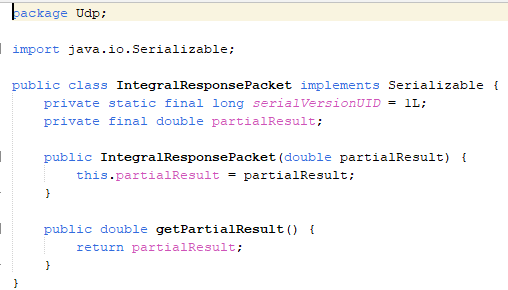 package Udp;
import java.io.Serializable;
public class IntegralResponsePacket implements Serializable {
    private static final long serialVersionUID = 1L;
    private final double partialResult;
    public IntegralResponsePacket(double partialResult) {
        this.partialResult = partialResult;
    }
    public double getPartialResult() {
        return partialResult;
    }
}